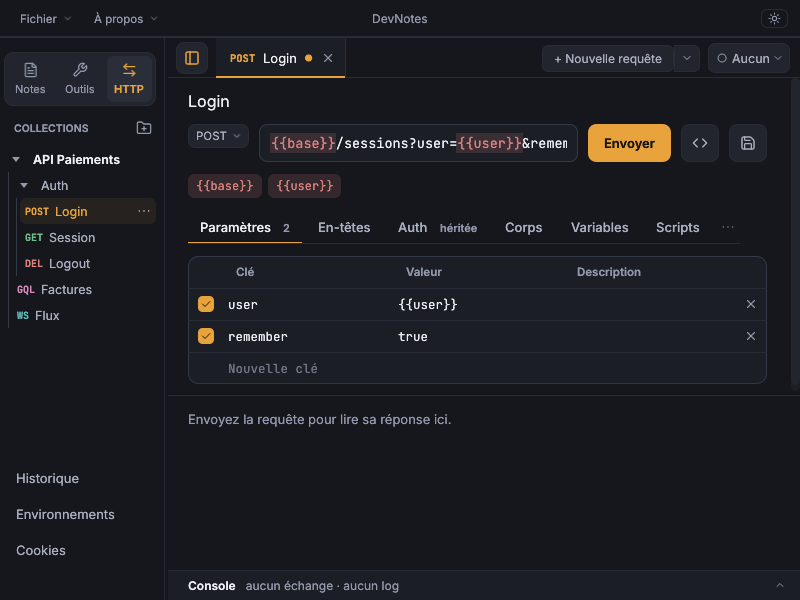 Fichier À propos DevNotes
Notes Outils HTTP
POST Login
+ Nouvelle requête Aucun
COLLECTIONS
API Paiements
Auth
POST Login ···
GET Session
DEL Logout
GQL Factures
WS Flux
Historique
Environnements
Cookies
Login
POST {{base}}/sessions?user={{user}}&remem Envoyer <>
{{base}} {{user}}
Paramètres 2 En-têtes Auth héritée Corps Variables Scripts ···
Clé Valeur Description
user {{user}}
remember true
Nouvelle clé
Envoyez la requête pour lire sa réponse ici.
Console aucun échange · aucun log